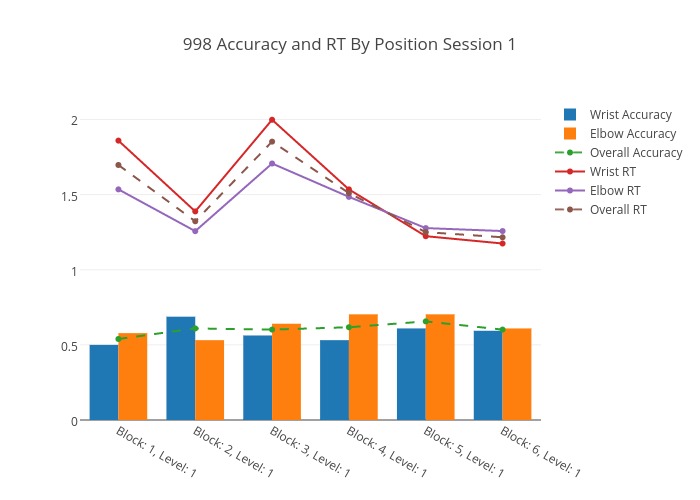 998 Accuracy and RT By Position Session 1
2
1.5
1
0.5
0
Block: 1, Level: 1
Block: 2, Level: 1
Block: 3, Level: 1
Block: 4, Level: 1
Block: 5, Level: 1
Block: 6, Level: 1
Wrist Accuracy
Elbow Accuracy
Overall Accuracy
Wrist RT
Elbow RT
Overall RT